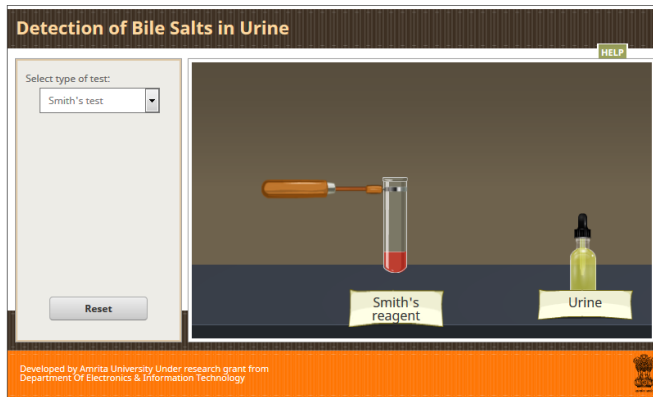 Detection of Bile Salts in Urine
HELP
Select type of test:
Smith's test
Smith's
reagent
Urine
Reset
Developed by Amrita University Under research grant from
Department Of Electronics & Information Technology